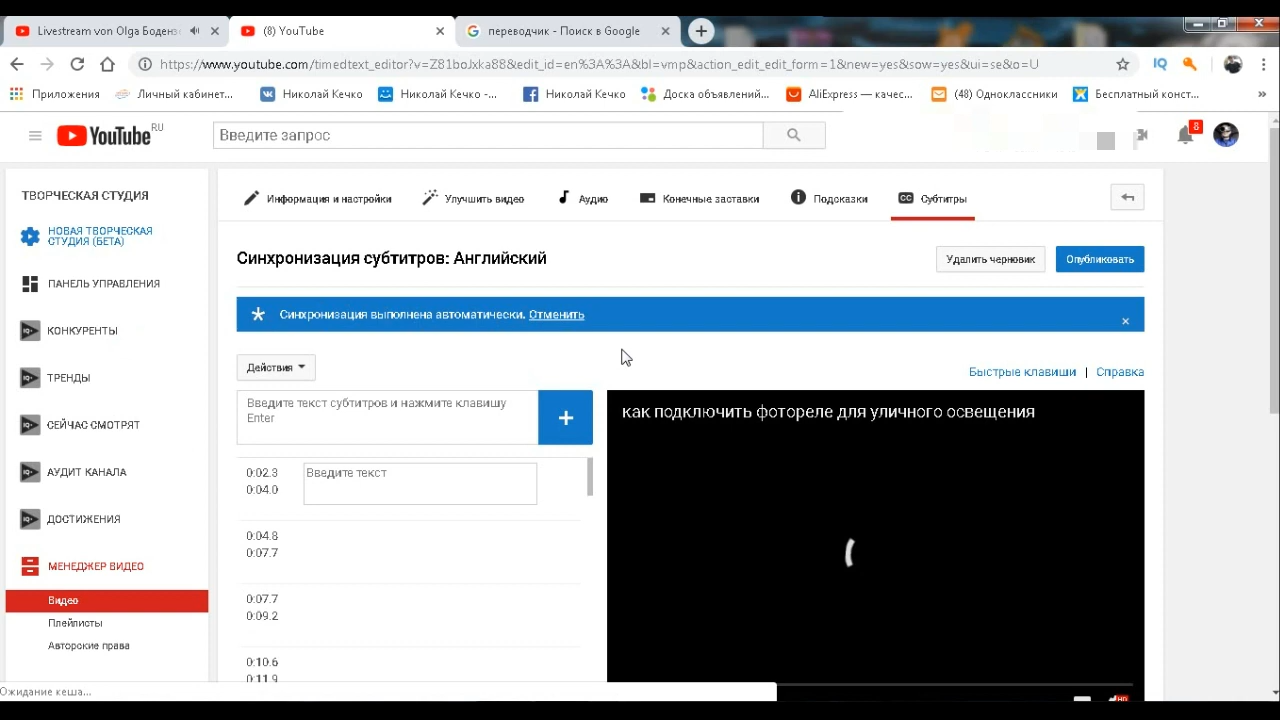 Livestream von Olga Боденз
(8) YouTube
переводчик - Поиск в Google
https://www.youtube.com/timedtext_editor?v=Z81boJxka88&edit_id=en%3A%3A&bl=vmp&action_edit_edit_form=1&new=yes&sow=yes&ui=se&o=U
IQ
Приложения
Личный кабинет..
Николай Кечко
Николай Кечко -...
Николай Кечко
Доска объявлений...
AliExpress — качес...
(48) Одноклассники
Бесплатный конст...
»
YouTube RU
Введите запрос
8
ТВОРЧЕСКАЯ СТУДИЯ
НОВАЯ ТВОРЧЕСКАЯ
СТУДИЯ (БЕТА)
ПАНЕЛЬ УПРАВЛЕНИЯ
КОНКУРЕНТЫ
ТРЕНДЫ
СЕЙЧАС СМОТРЯТ
АУДИТ КАНАЛА
ДОСТИЖЕНИЯ
МЕНЕДЖЕР ВИДЕО
Видео
Плейлисты
Авторские права
Информация и настройки
Улучшить видео
Аудио
Конечные заставки
Подсказки
CC Субтитры
Синхронизация субтитров: Английский
Удалить черновик
Опубликовать
Синхронизация выполнена автоматически. Отменить
×
Действия
Быстрые клавиши | Справка
Введите текст субтитров и нажмите клавишу
Enter
+
0:02.3
0:04.0
Введите текст
0:04.8
0:07.7
0:07.7
0:09.2
0:10.6
0:11.9
как подключить фотореле для уличного освещения
HD
Ожидание кеша...